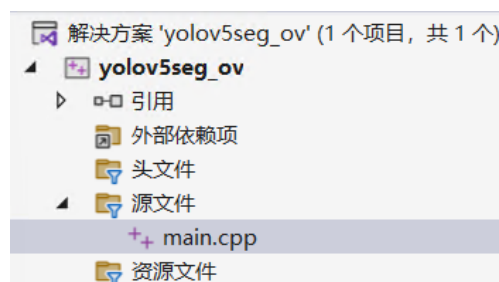 解决方案 'yolov5seg_ov' (1 个项目，共 1 个)
yolov5seg_ov
引用
外部依赖项
头文件
源文件
main.cpp
资源文件